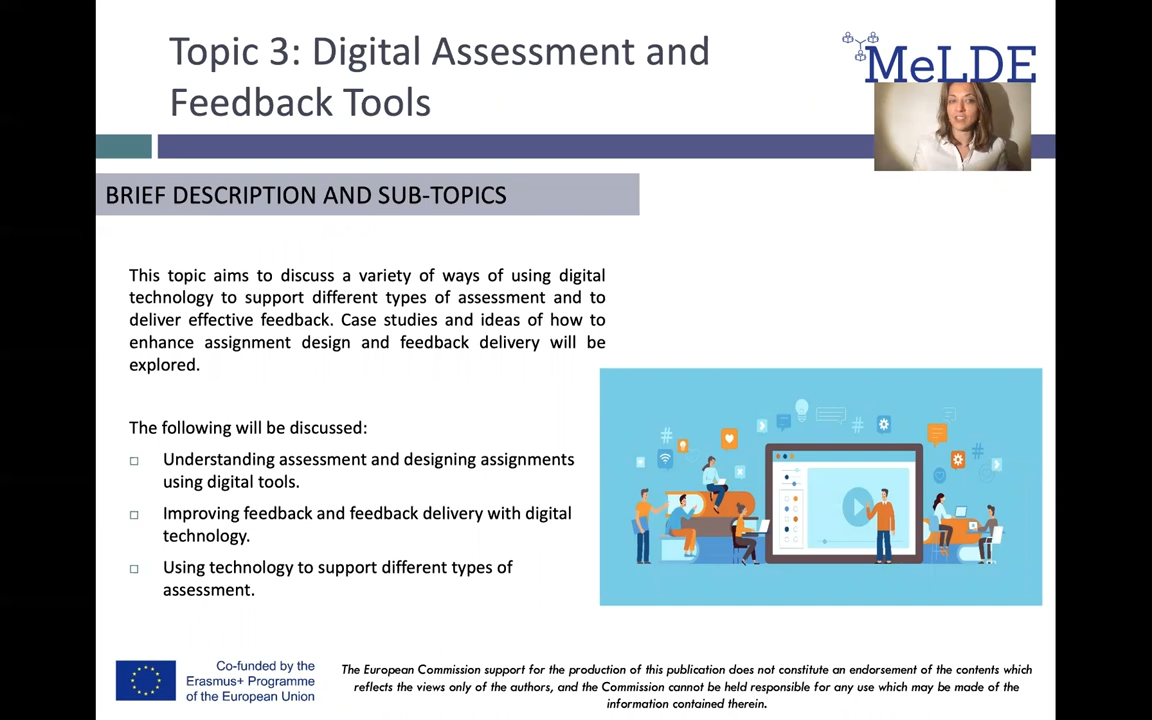 Topic 3: Digital Assessment and
Feedback Tools
MeLDE
BRIEF DESCRIPTION AND SUB-TOPICS
This topic aims to discuss a variety of ways of using digital
technology to support different types of assessment and to
deliver effective feedback. Case studies and ideas of how to
enhance assignment design and feedback delivery will be
explored.
The following will be discussed:
Understanding assessment and designing assignments
using digital tools.
Improving feedback and feedback delivery with digital
technology.
Using technology to support different types of
assessment.
Co-funded by the
Erasmus+ Programme
of the European Union
The European Commission support for the production of this publication does not constitute an endorsement of the contents which
reflects the views only of the authors, and the Commission cannot be held responsible for any use which may be made of the
information contained therein.